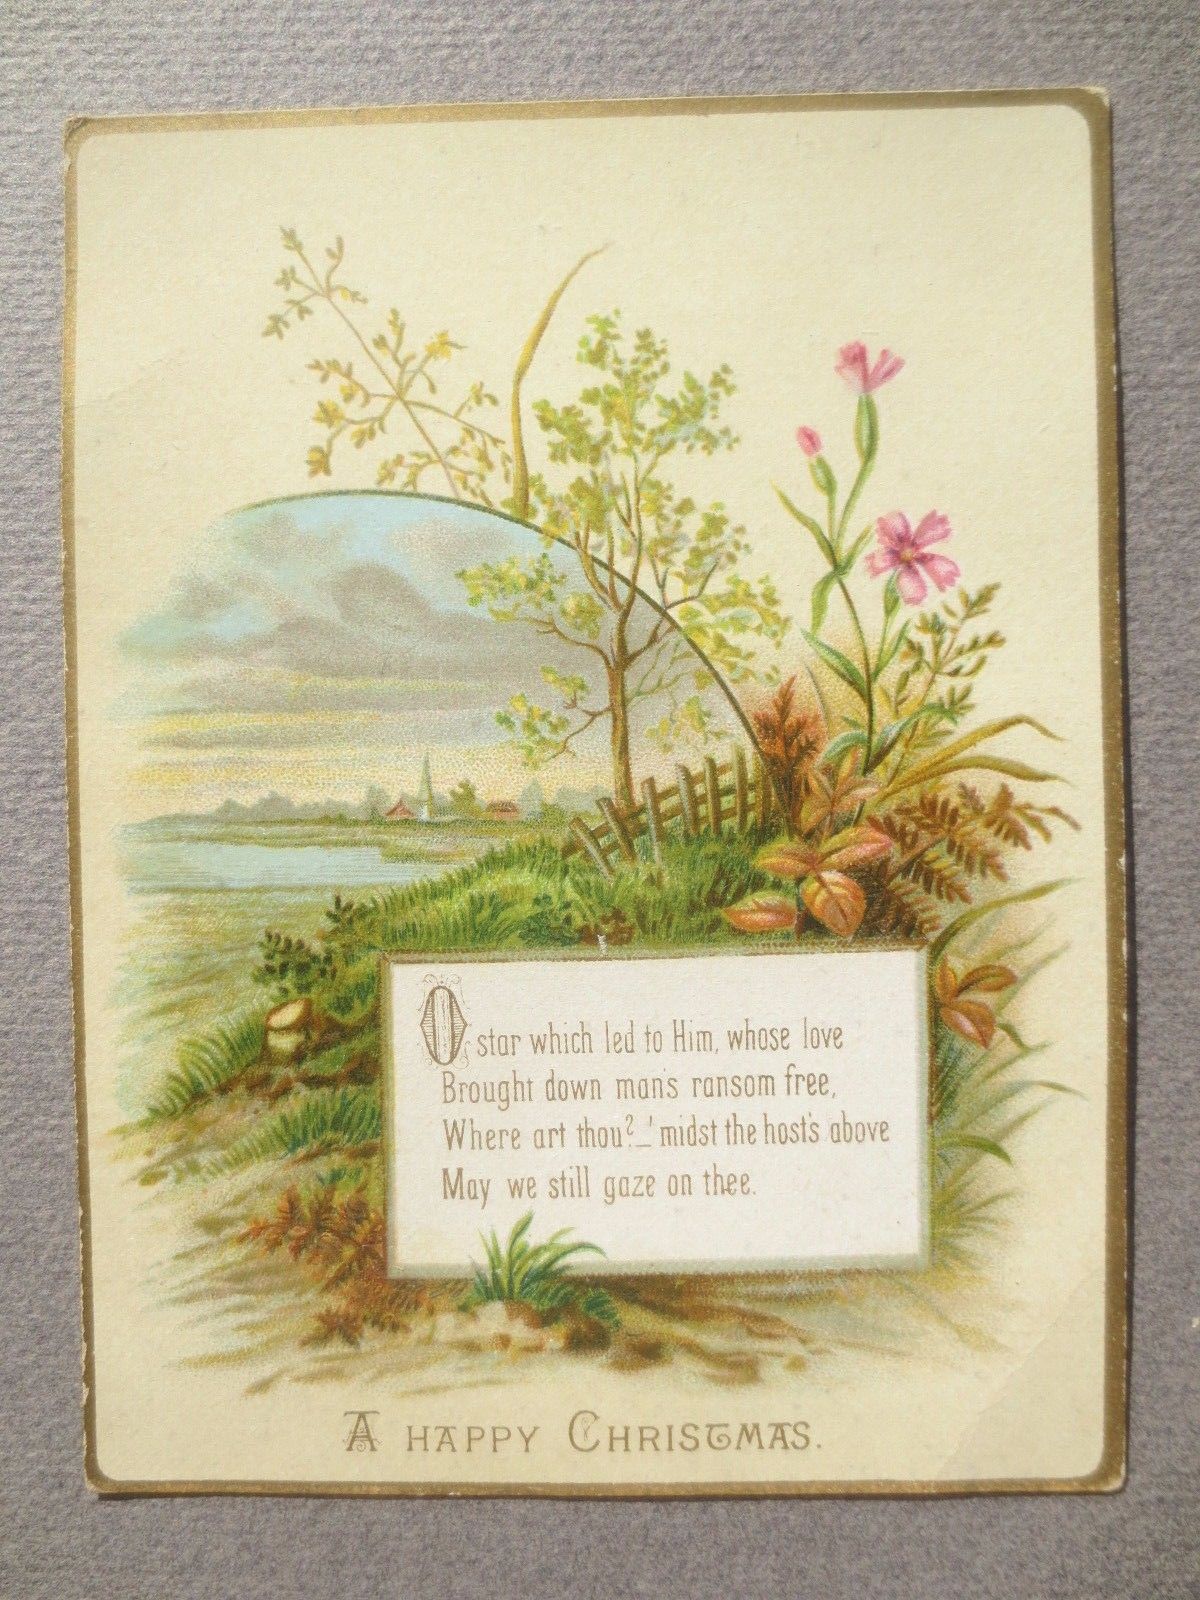 O star which led to Him, whose love
Brought down man's ransom free,
Where art thou?—'midst the host's above
May we still gaze on thee.
A HAPPY CHRISTMAS.